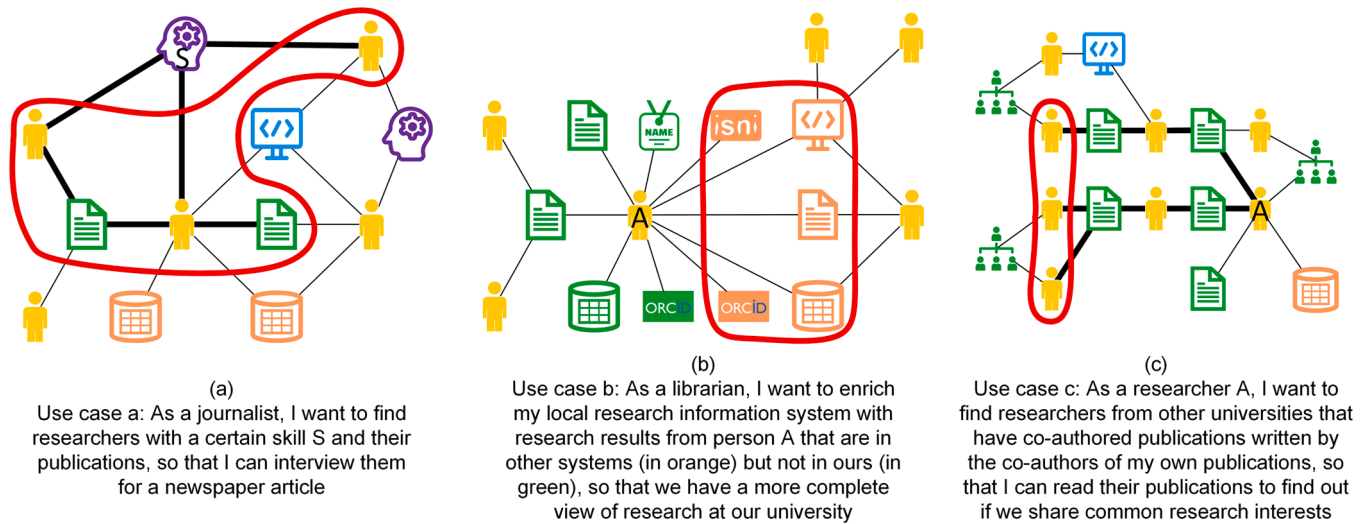 S
</>
</>
NAME
isni
</>
A
ORCiD
ORCiD
A
(a)
Use case a: As a journalist, I want to find
researchers with a certain skill S and their
publications, so that I can interview them
for a newspaper article
(b)
Use case b: As a librarian, I want to enrich
my local research information system with
research results from person A that are in
other systems (in orange) but not in ours (in
green), so that we have a more complete
view of research at our university
(c)
Use case c: As a researcher A, I want to
find researchers from other universities that
have co-authored publications written by
the co-authors of my own publications, so
that I can read their publications to find out
if we share common research interests